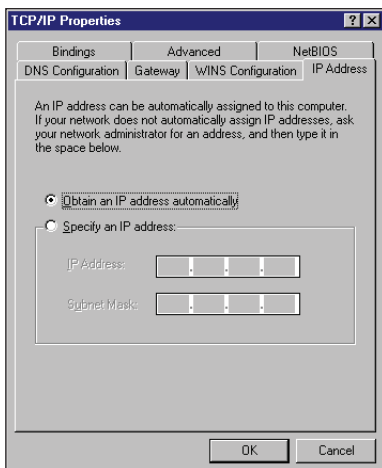 TCP/IP Properties
Bindings Advanced NetBIOS
DNS Configuration Gateway WINS Configuration IP Address
An IP address can be automatically assigned to this computer.
If your network does not automatically assign IP addresses, ask
your network administrator for an address, and then type it in
the space below.
Obtain an IP address automatically
Specify an IP address:
IP Address:
Subnet Mask:
OK Cancel